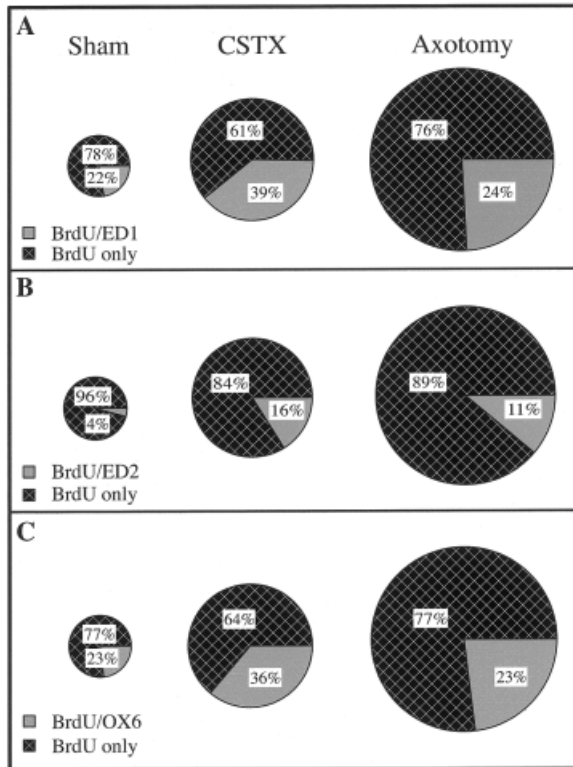 A
Sham CSTX Axotomy
78%
22%
61%
39%
76%
24%
BrdU/ED1
BrdU only
B
96%
4%
84%
16%
89%
11%
BrdU/ED2
BrdU only
C
77%
23%
64%
36%
77%
23%
BrdU/OX6
BrdU only